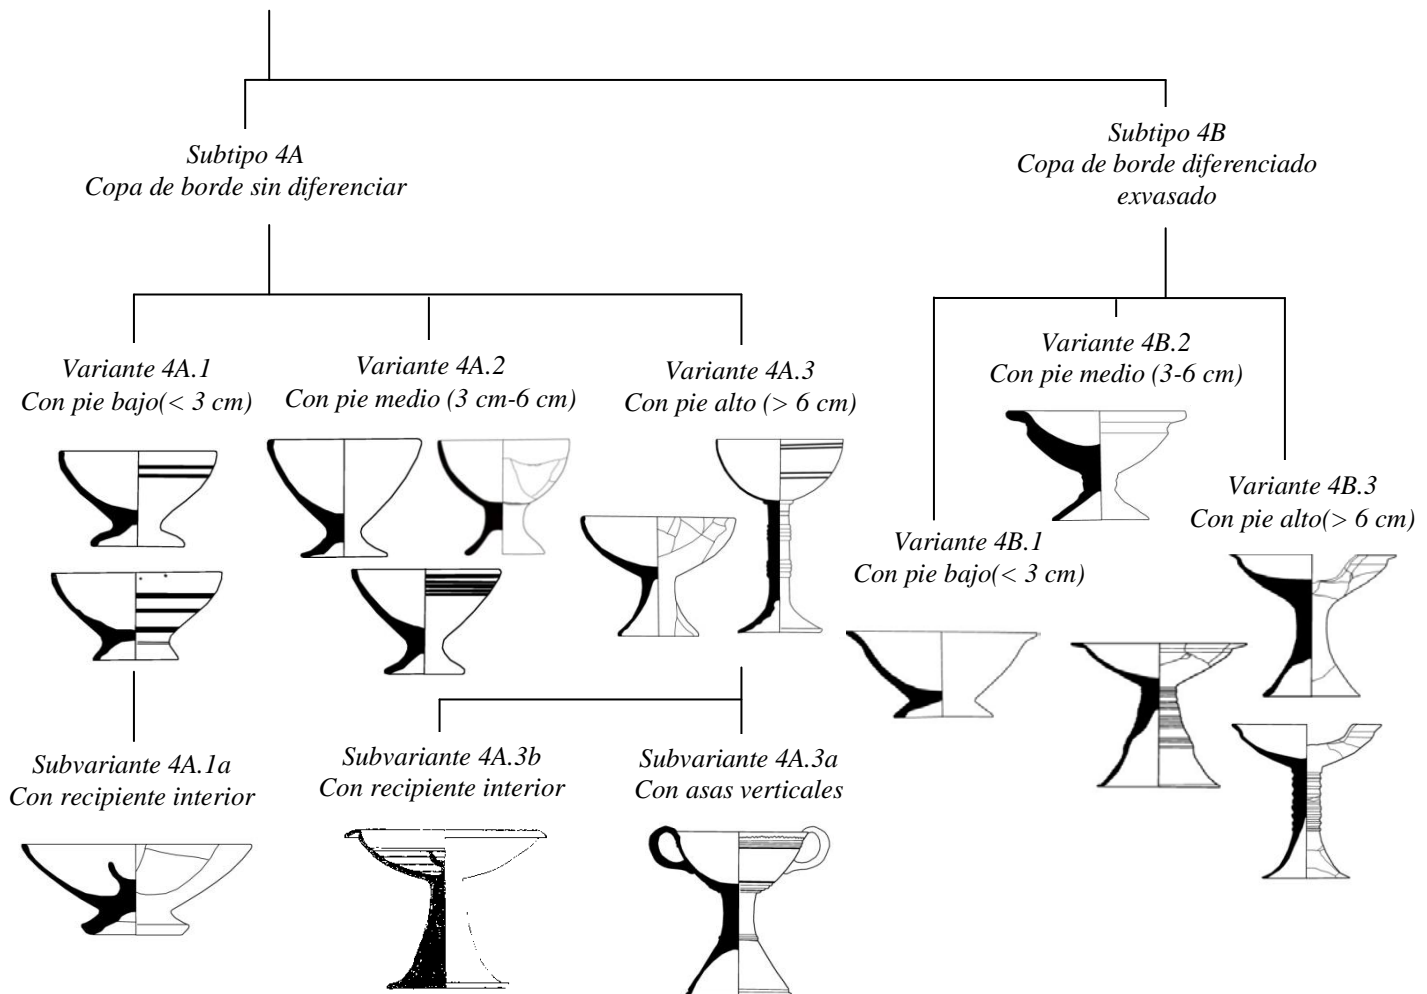 Subtipo 4A
Copa de borde sin diferenciar
Subtipo 4B
Copa de borde diferenciado
exvasado
Variante 4A.1
Con pie bajo(< 3 cm)
Variante 4A.2
Con pie medio (3 cm-6 cm)
Variante 4A.3
Con pie alto (> 6 cm)
Variante 4B.2
Con pie medio (3-6 cm)
Variante 4B.3
Con pie alto(> 6 cm)
Variante 4B.1
Con pie bajo(< 3 cm)
Subvariante 4A.1a
Con recipiente interior
Subvariante 4A.3b
Con recipiente interior
Subvariante 4A.3a
Con asas verticales